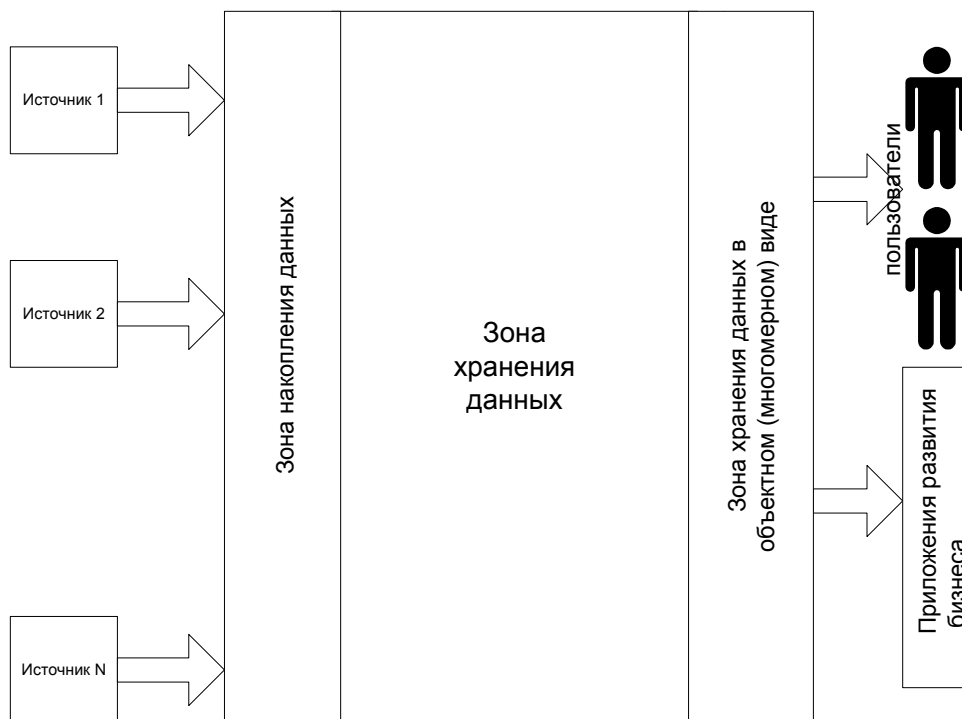 Источник 1
Источник 2
Источник N
Зона накопления данных
Зона
хранения
данных
Зона хранения данных в
объектном (многомерном) виде
пользователи
Приложения развития
бизнеса